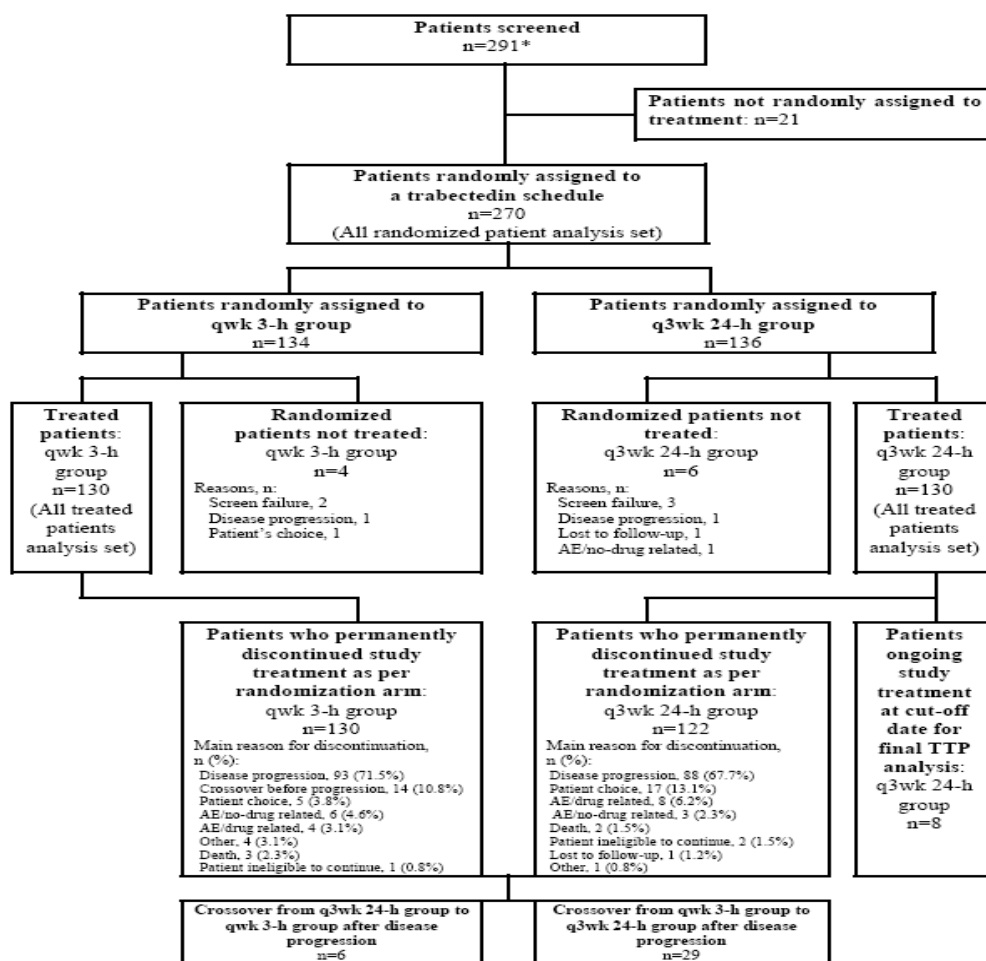 Patients screened
n=291*
Patients not randomly assigned to
treatment: n=21
Patients randomly assigned to
a trabectedin schedule
n=270
(All randomized patient analysis set)
Patients randomly assigned to
qwk 3-h group
n=134
Patients randomly assigned to
q3wk 24-h group
n=136
Treated
patients:
qwk 3-h
group
n=130
(All treated
patients
analysis set)
Randomized
patients not treated:
qwk 3-h group
n=4
Reasons, n:
Screen failure, 2
Disease progression, 1
Patient’s choice, 1
Randomized patients not
treated:
q3wk 24-h group
n=6
Reasons, n:
Screen failure, 3
Disease progression, 1
Lost to follow-up, 1
AE/no-drug related, 1
Treated
patients:
q3wk 24-h
group
n=130
(All treated
patients
analysis set)
Patients who permanently
discontinued study
treatment as per
randomization arm:
qwk 3-h group
n=130
Main reason for discontinuation,
n (%):
Disease progression, 93 (71.5%)
Crossover before progression, 14 (10.8%)
Patient choice, 5 (3.8%)
AE/no-drug related, 6 (4.6%)
AE/drug related, 4 (3.1%)
Other, 4 (3.1%)
Death, 3 (2.3%)
Patient ineligible to continue, 1 (0.8%)
Patients who permanently
discontinued study
treatment as per
randomization arm:
q3wk 24-h group
n=122
Main reason for discontinuation,
n (%):
Disease progression, 88 (67.7%)
Patient choice, 17 (13.1%)
AE/drug related, 8 (6.2%)
AE/no-drug related, 3 (2.3%)
Death, 2 (1.5%)
Patient ineligible to continue, 2 (1.5%)
Lost to follow-up, 1 (1.2%)
Other, 1 (0.8%)
Patients
ongoing
study
treatment
at cut-off
date for
final TTP
analysis:
q3wk 24-h
group
n=8
Crossover from q3wk 24-h group to
qwk 3-h group after disease
progression
n=6
Crossover from qwk 3-h group to
q3wk 24-h group after disease
progression
n=29